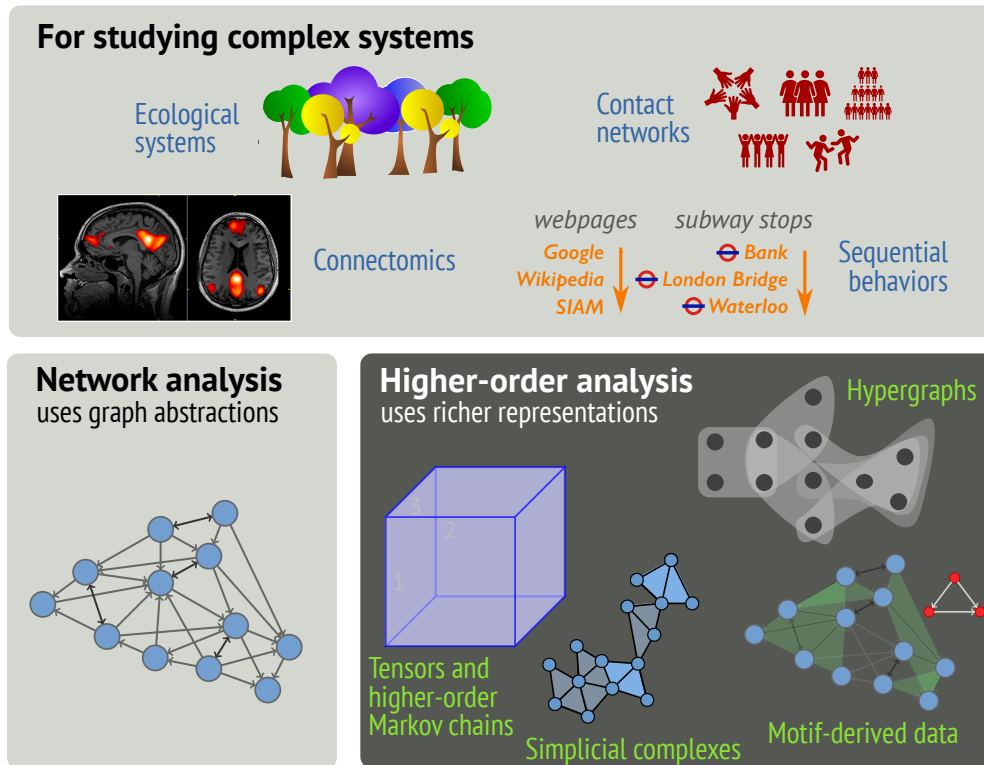 For studying complex systems
Ecological
systems
Contact
networks
Connectomics
webpages
Google
Wikipedia
SIAM
subway stops
Bank
London Bridge
Waterloo
Sequential
behaviors
Network analysis
uses graph abstractions
Higher-order analysis
uses richer representations
Hypergraphs
3
2
1
Tensors and
higher-order
Markov chains
Simplicial complexes
Motif-derived data